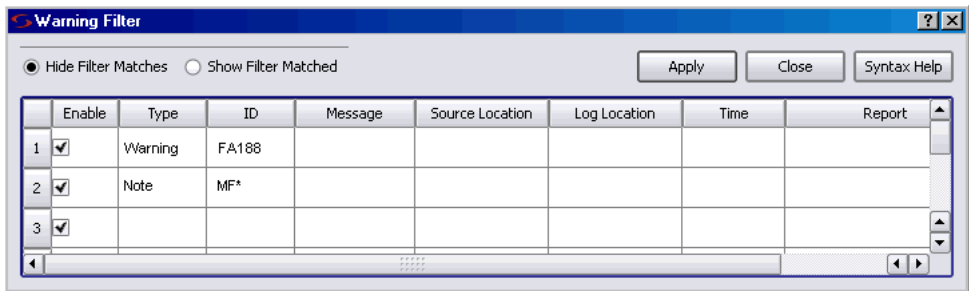 Warning Filter
Hide Filter Matches Show Filter Matched Apply Close Syntax Help
Enable Type ID Message Source Location Log Location Time Report
1 Warning FA188
2 Note MF*
3